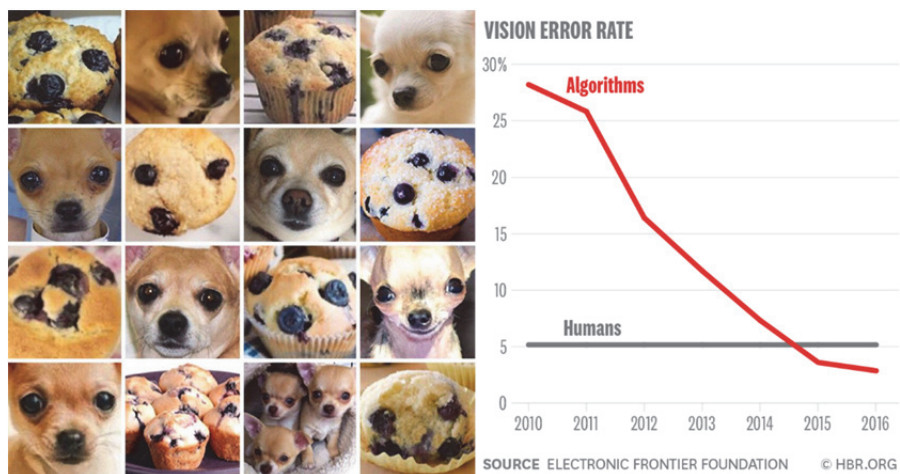 VISION ERROR RATE
30%
Algorithms
25
20
15
10
Humans
5
0
2010 2011 2012 2013 2014 2015 2016
SOURCE ELECTRONIC FRONTIER FOUNDATION © HBR.ORG